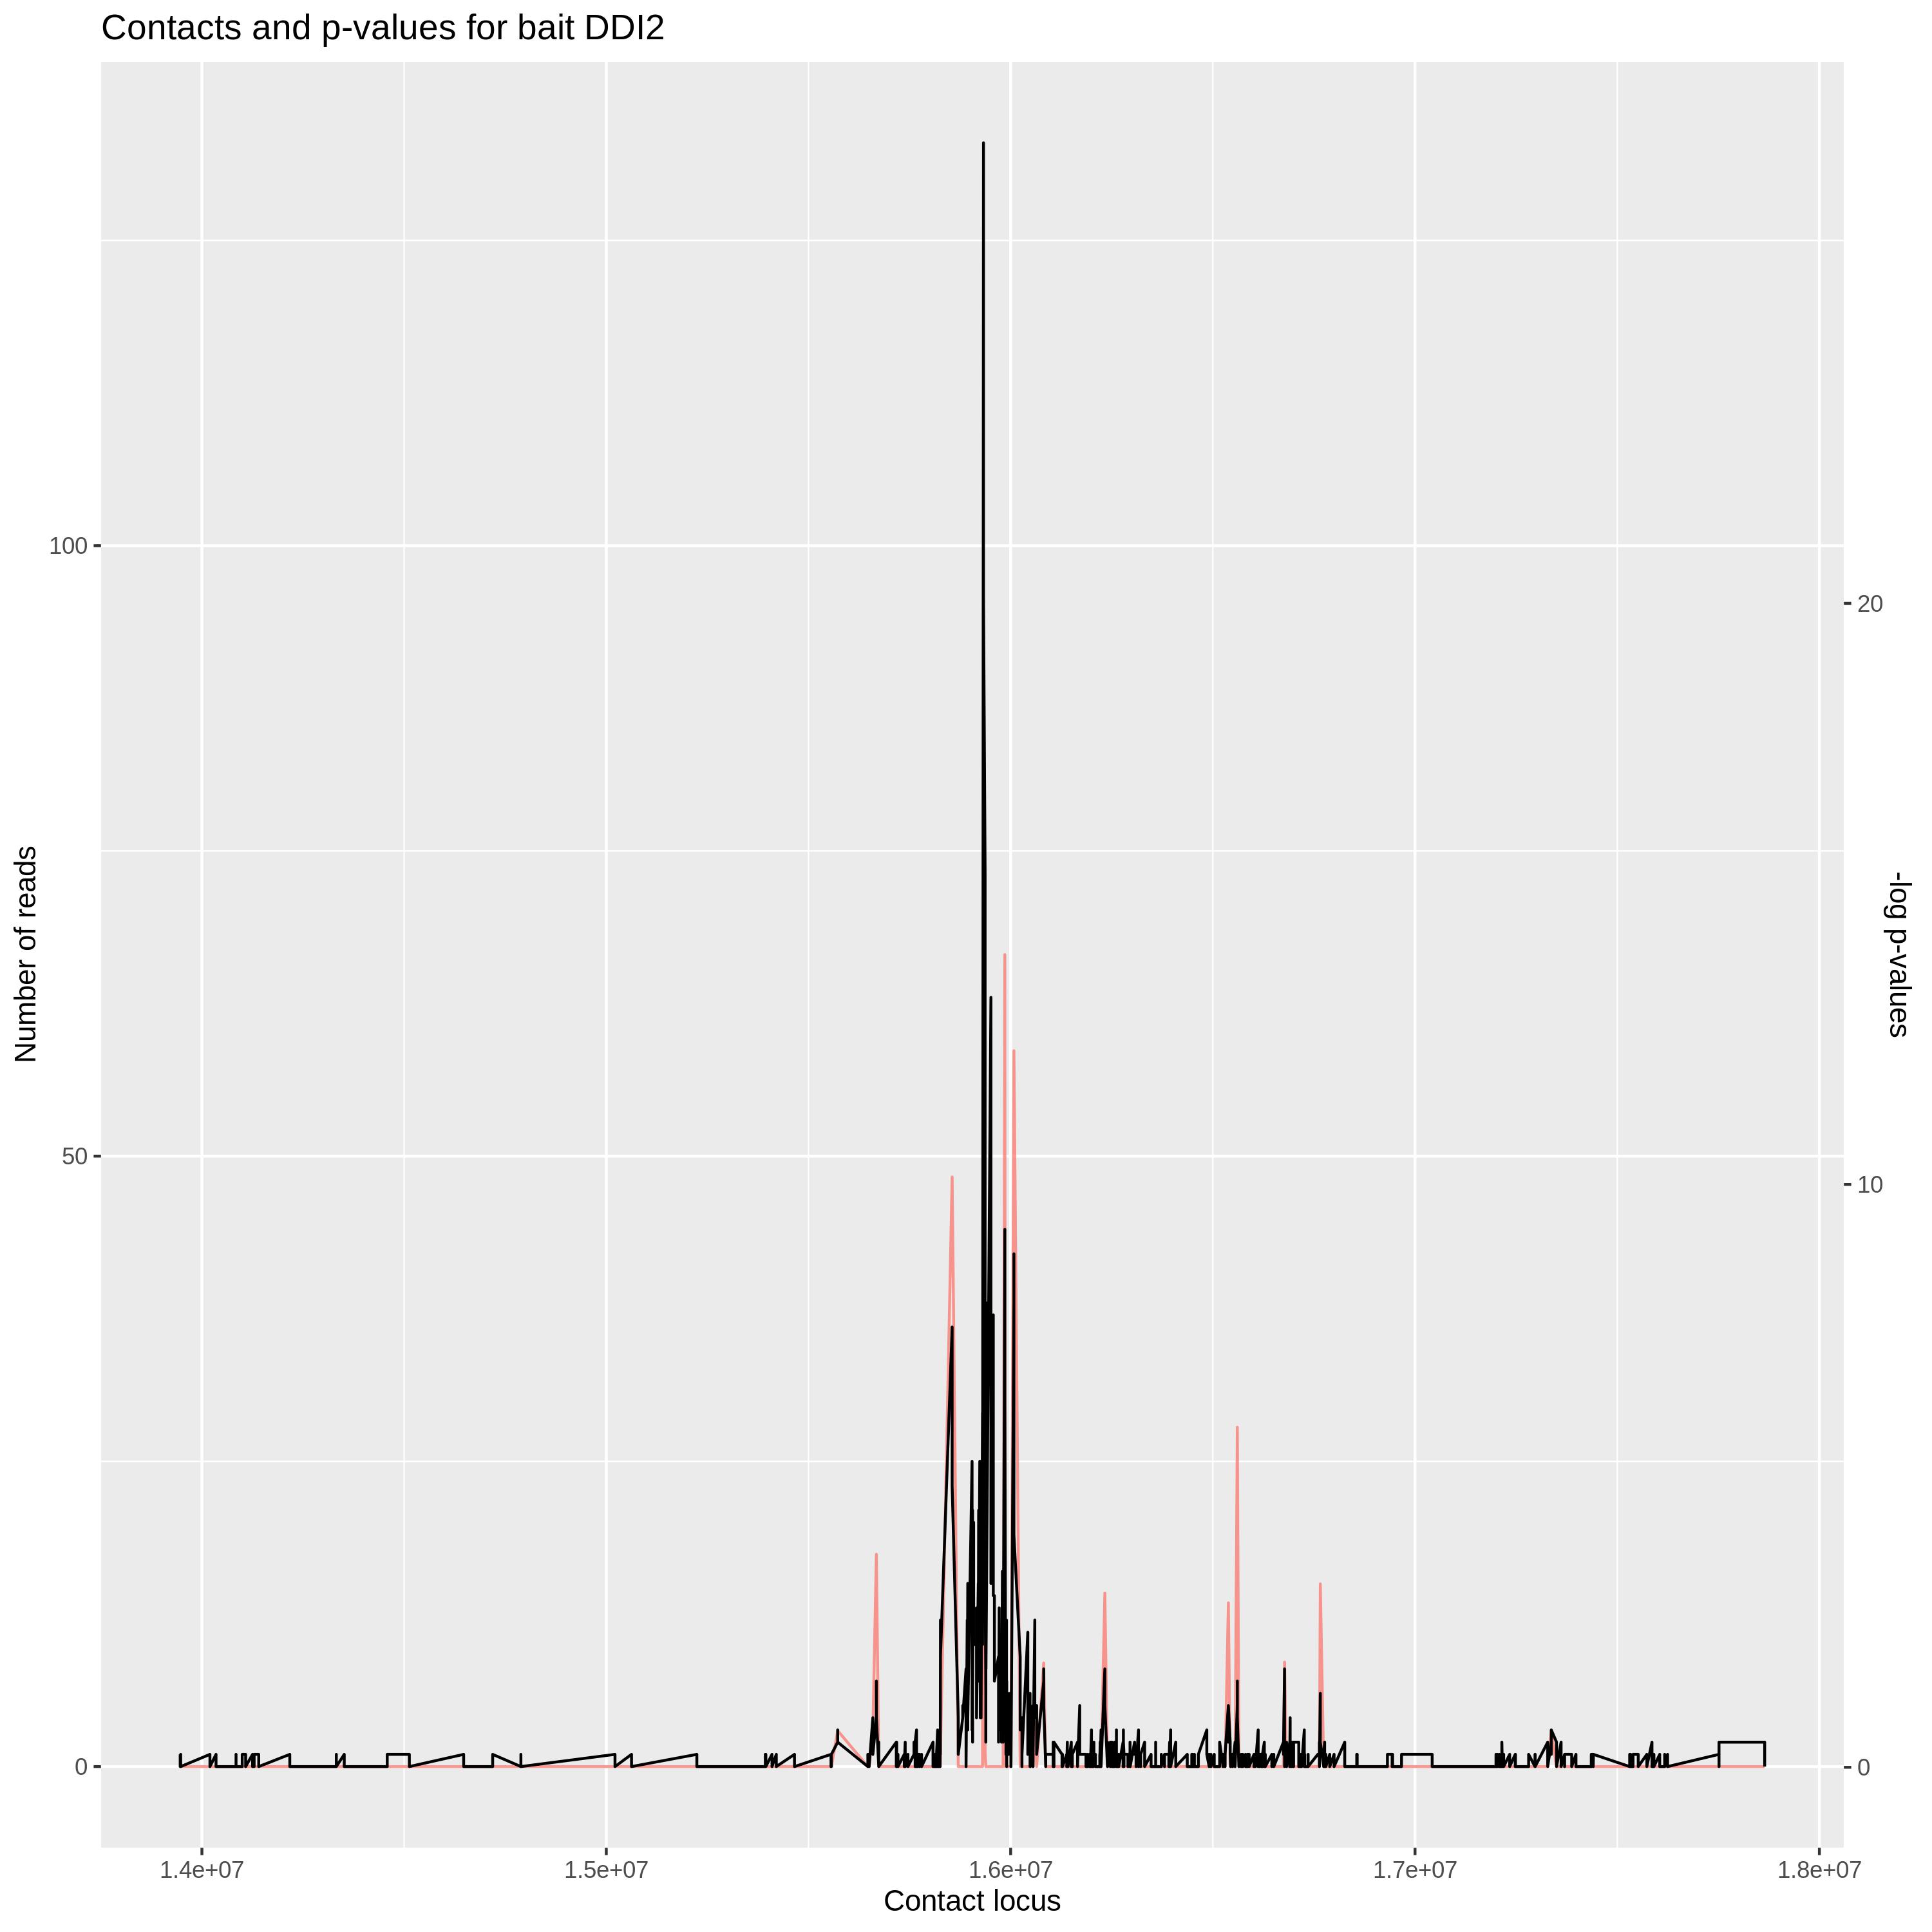 Contacts and p-values for bait DDI2
Number of reads
100
50
0
20
10
0
-log p-values
1.4e+07 1.5e+07 1.6e+07 1.7e+07 1.8e+07
Contact locus